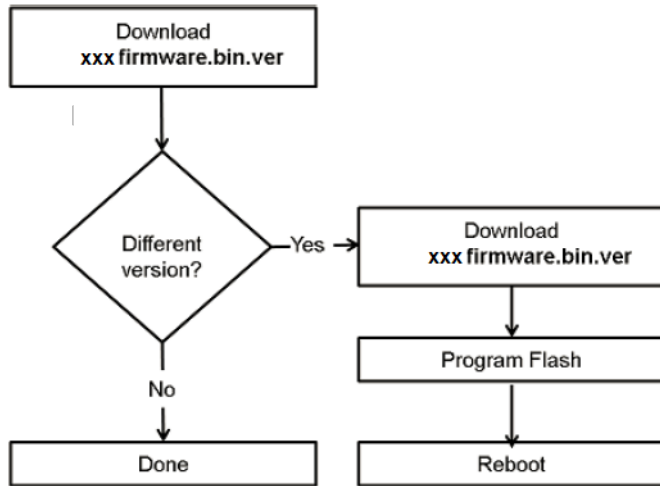 Download
xxx firmware.bin.ver
Different
version?
Yes
Download
xxx firmware.bin.ver
No
Program Flash
Done
Reboot